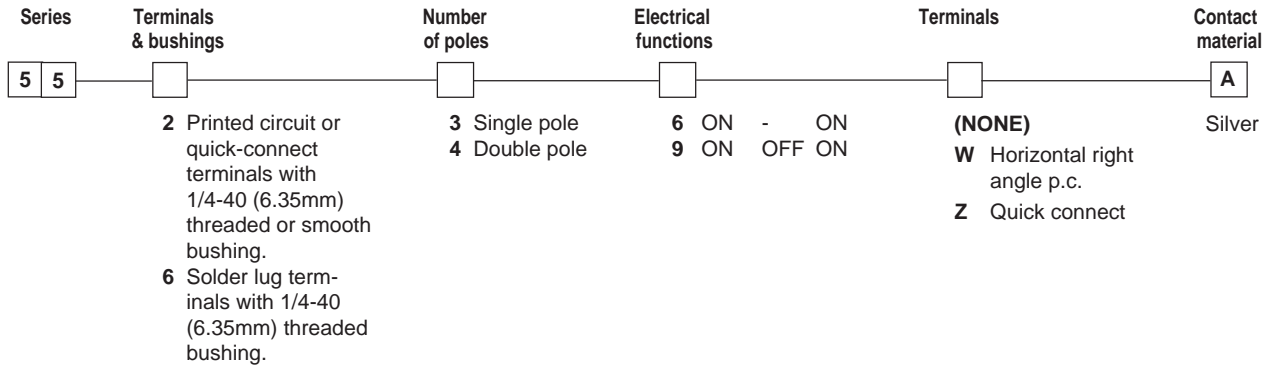 Series
Terminals
& bushings
Number
of poles
Electrical
functions
Terminals
Contact
material
5 5
A
2 Printed circuit or
quick-connect
terminals with
1/4-40 (6.35mm)
threaded or smooth
bushing.
6 Solder lug term-
inals with 1/4-40
(6.35mm) threaded
bushing.
3 Single pole
4 Double pole
6 ON - ON
9 ON OFF ON
(NONE)
W Horizontal right
angle p.c.
Z Quick connect
Silver